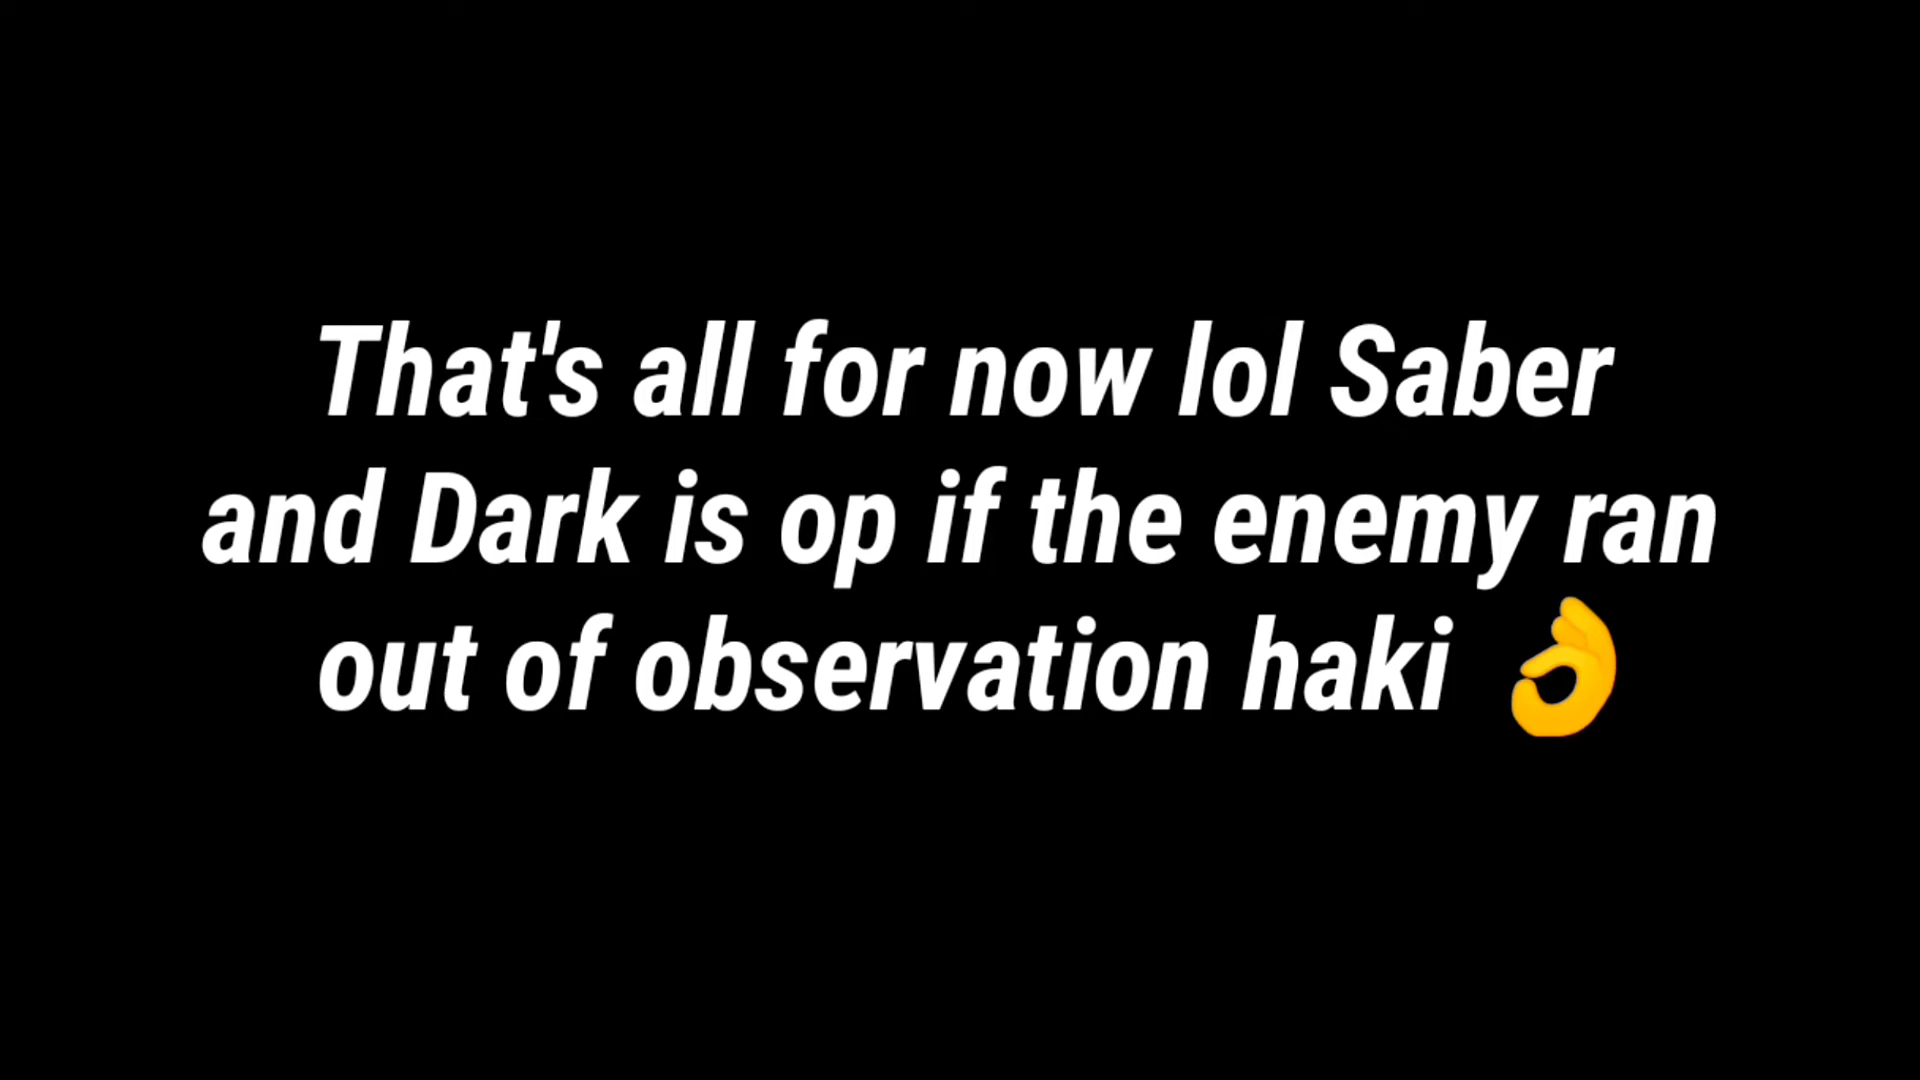 That's all for now lol Saber
and Dark is op if the enemy ran
out of observation haki 👌